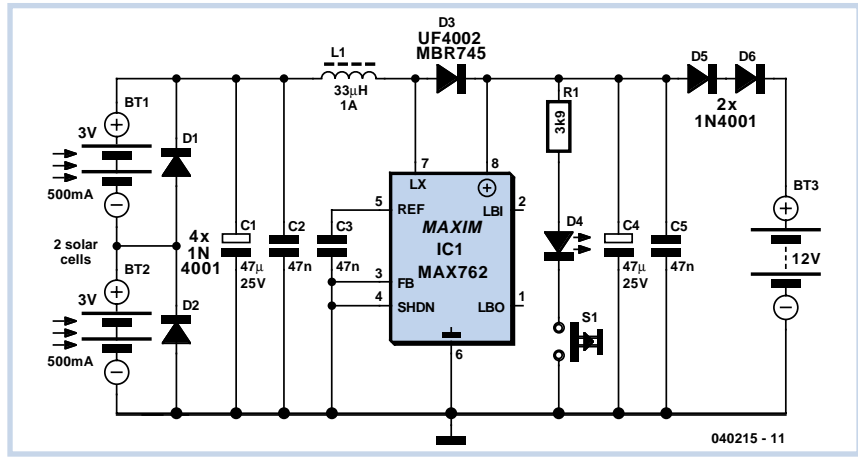 D3
UF4002
MBR745
L1
33µH
1A
D5 D6
2x
1N4001
BT1
3V
500mA
D1
R1
3k9
7
LX
8
5
REF
MAXIM
IC1
MAX762
LBI
2
BT3
12V
2 solar
cells
4x
1N
4001
C1
47µ
25V
C2
47n
C3
47n
3
FB
4
SHDN
LBO
1
6
D4
S1
C4
47µ
25V
C5
47n
BT2
3V
500mA
D2
040215 - 11